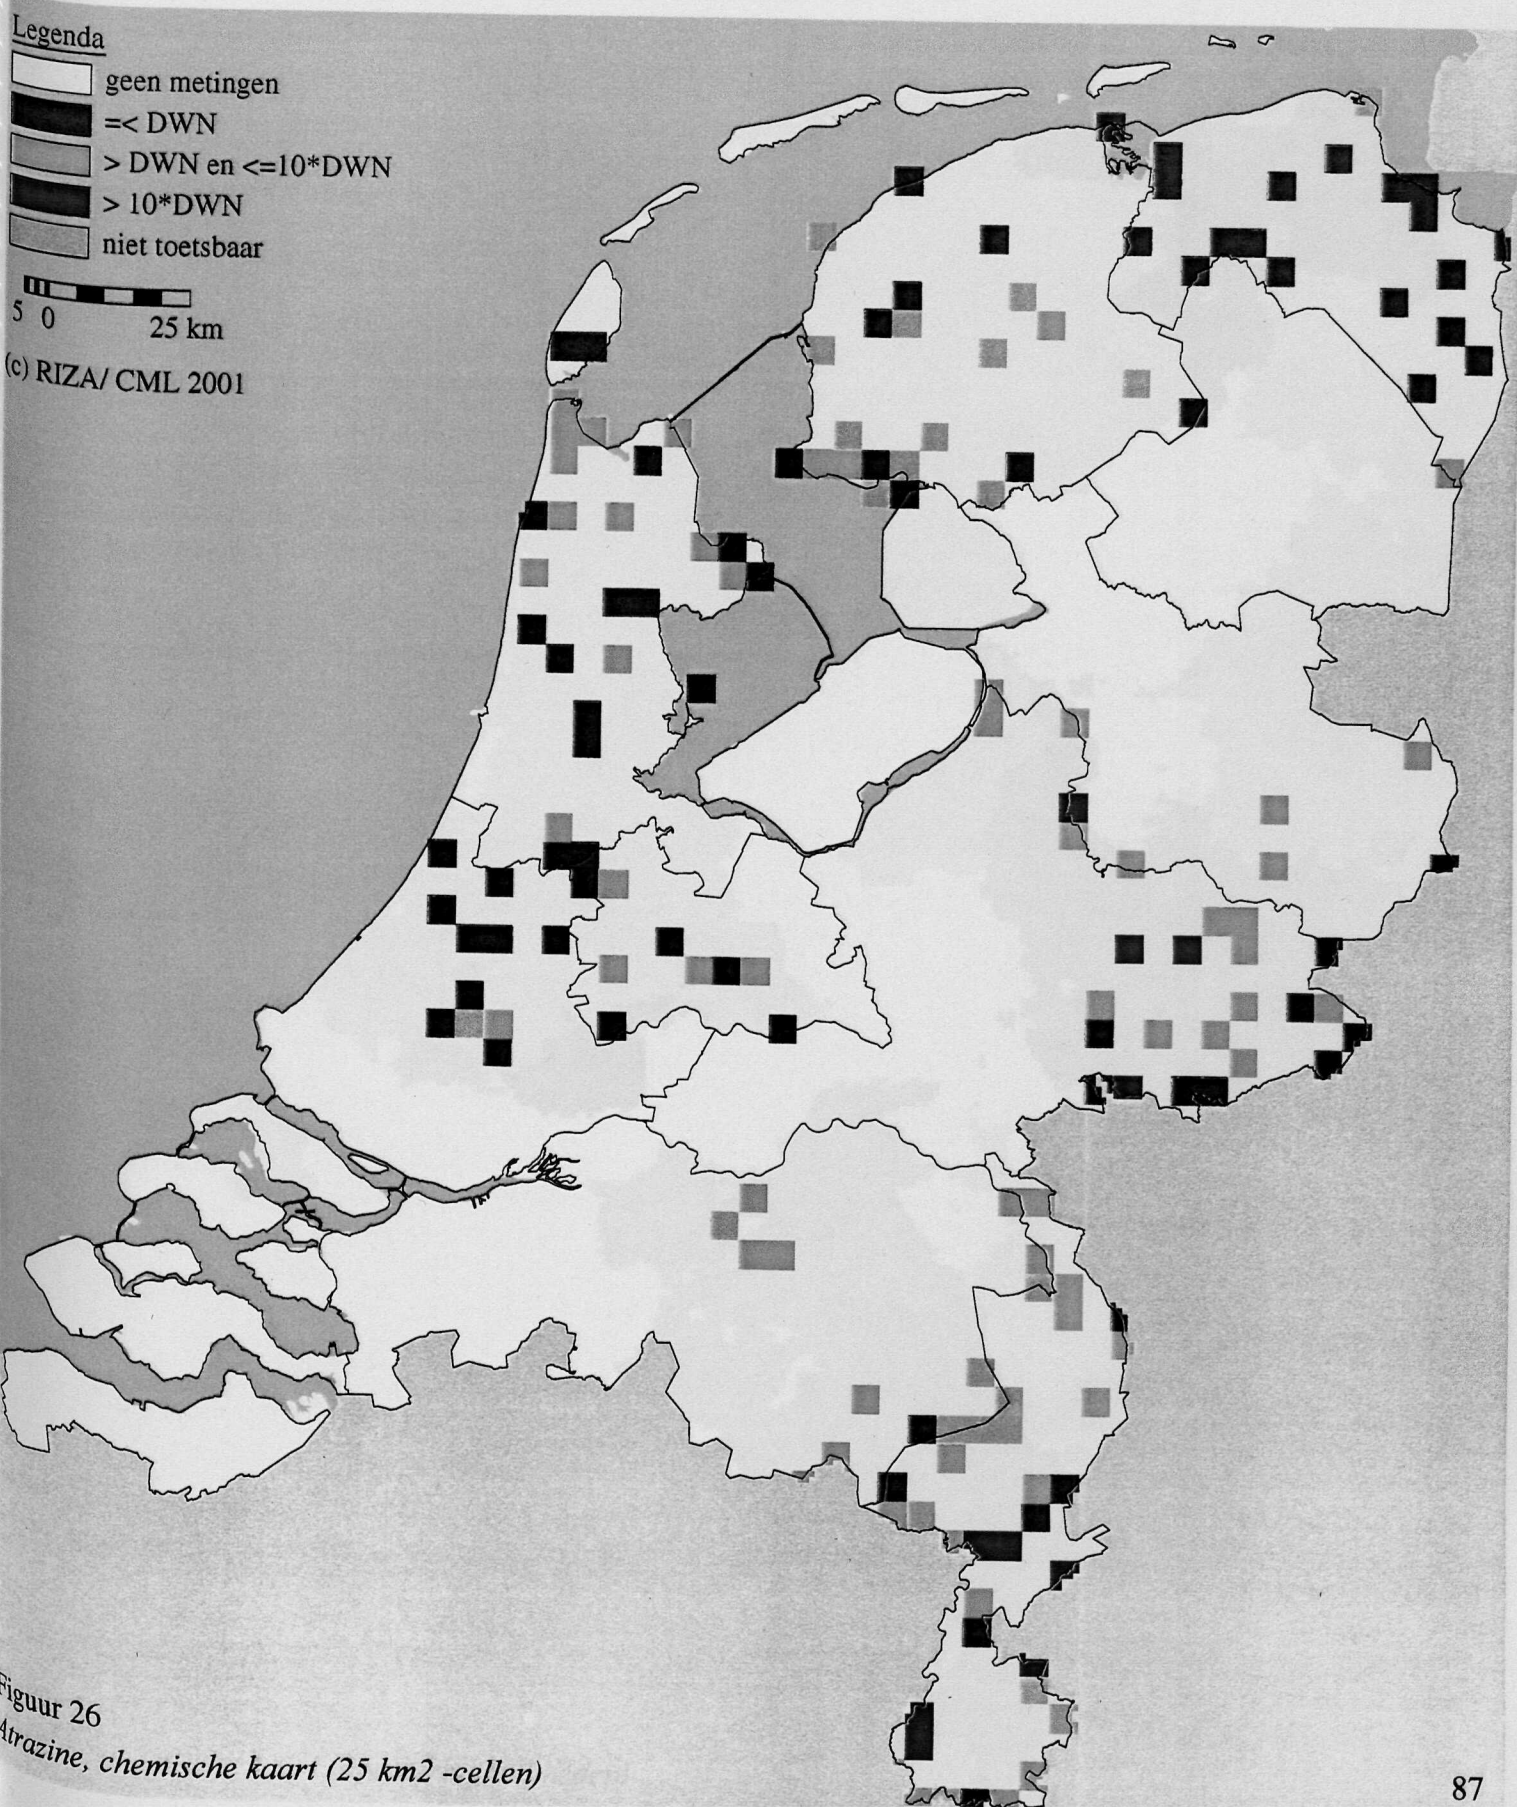 Legenda
geen metingen
=< DWN
> DWN en <=10*DWN
> 10*DWN
niet toetsbaar
5 0 25 km
(c) RIZA/ CML 2001
Figuur 26
Atrazine, chemische kaart (25 km2 -cellen)
87